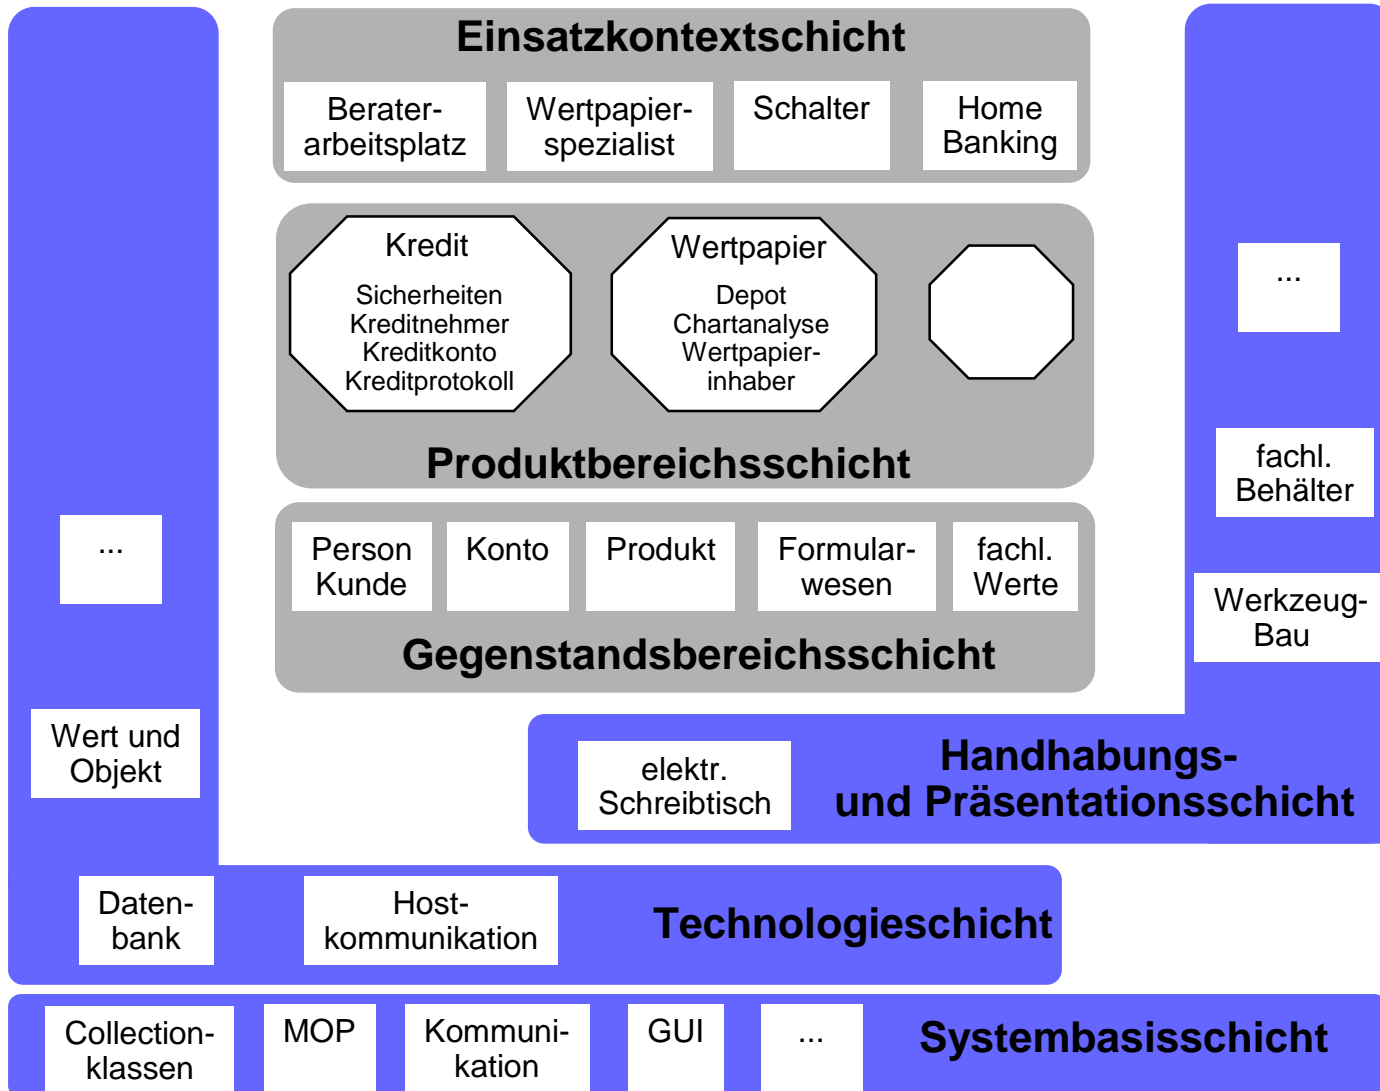 Einsatzkontextschicht
Berater-
arbeitsplatz
Wertpapier-
spezialist
Schalter
Home
Banking
Kredit
Sicherheiten
Kreditnehmer
Kreditkonto
Kreditprotokoll
Wertpapier
Depot
Chartanalyse
Wertpapier-
inhaber
Produktbereichsschicht
...
fachl.
Behälter
Werkzeug-
Bau
...
Wert und
Objekt
Person
Kunde
Konto
Produkt
Formular-
wesen
fachl.
Werte
Gegenstandsbereichsschicht
elektr.
Schreibtisch
Handhabungs-
und Präsentationsschicht
Daten-
bank
Host-
kommunikation
Technologieschicht
Collection-
klassen
MOP
Kommuni-
kation
GUI
...
Systembasisschicht